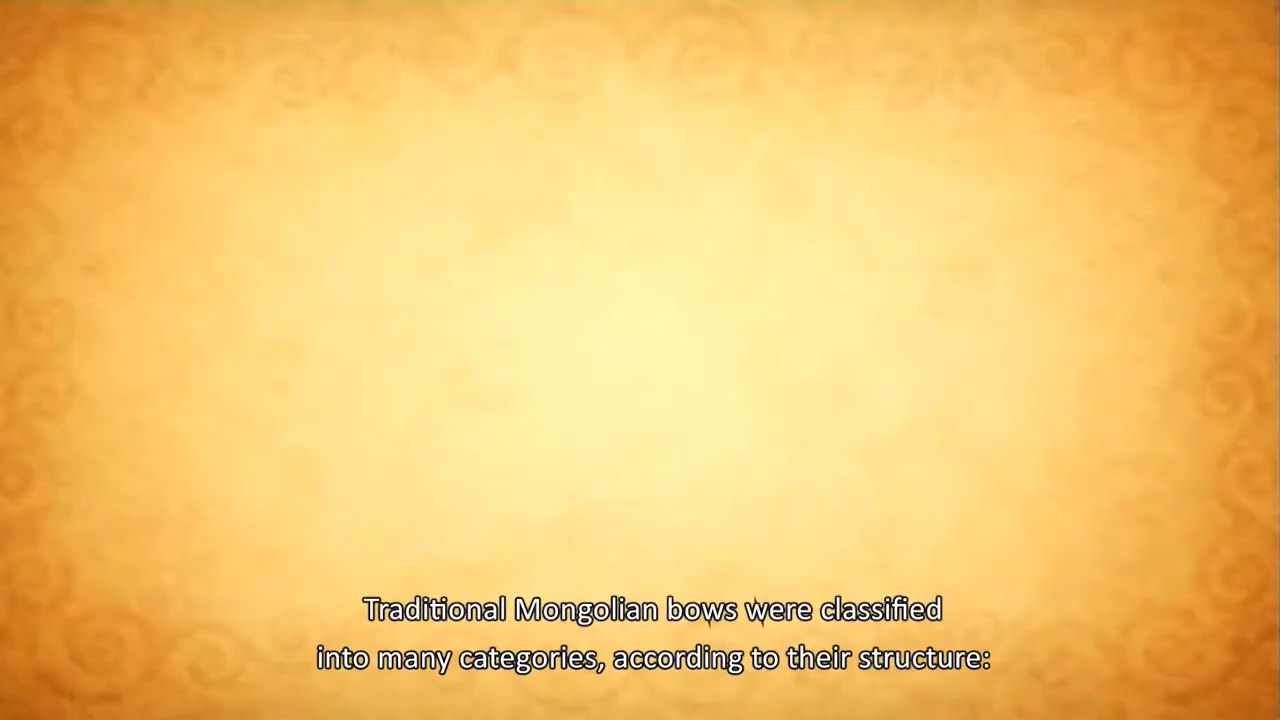 Traditional Mongolian bows were classified
into many categories, according to their structure: